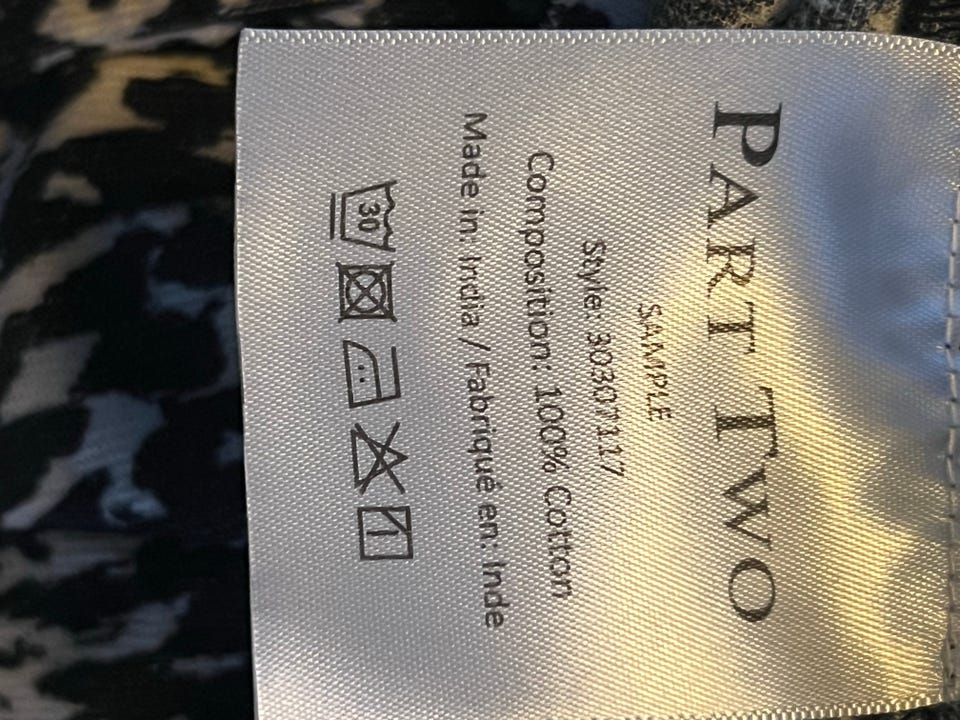 PART TWO
SAMPLE
Style: 30307117
Composition: 100% Cotton
Made in: India / Fabriqué en: Inde
30